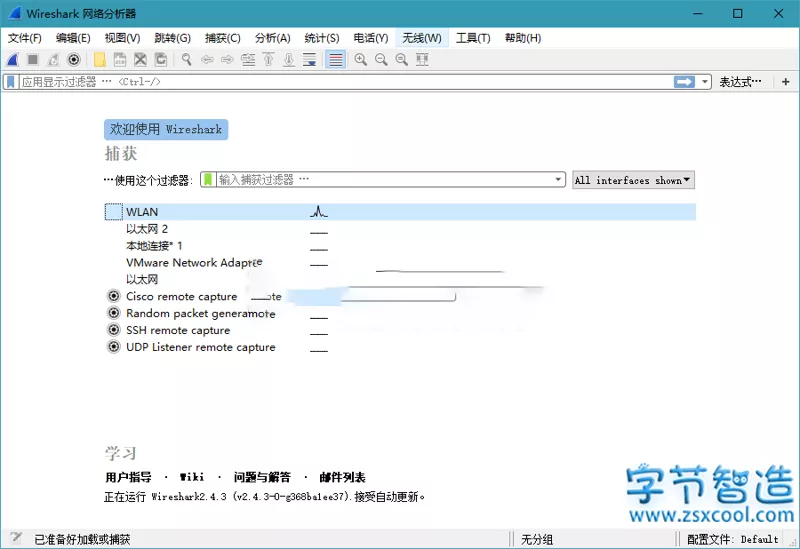 Wireshark 网络分析器
文件(F) 编辑(E) 视图(V) 跳转(G) 捕获(C) 分析(A) 统计(S) 电话(Y) 无线(W) 工具(T) 帮助(H)
应用显示过滤器 … <Ctrl-/> 表达式… +
欢迎使用 Wireshark
捕获
…使用这个过滤器: 输入捕获过滤器 … All interfaces shown
WLAN
以太网 2
本地连接* 1
VMware Network
以太网
Cisco remote capture
Random packet
SSH remote capture
UDP Listener remote capture
学习
用户指导 · Wiki · 问题与解答 · 邮件列表
正在运行 Wireshark2.4.3 (v2.4.3-0-g368ba1ee37).接受自动更新。
字节智造
www.zsxcool.com
已准备好加载或捕获 无分组 配置文件: Default